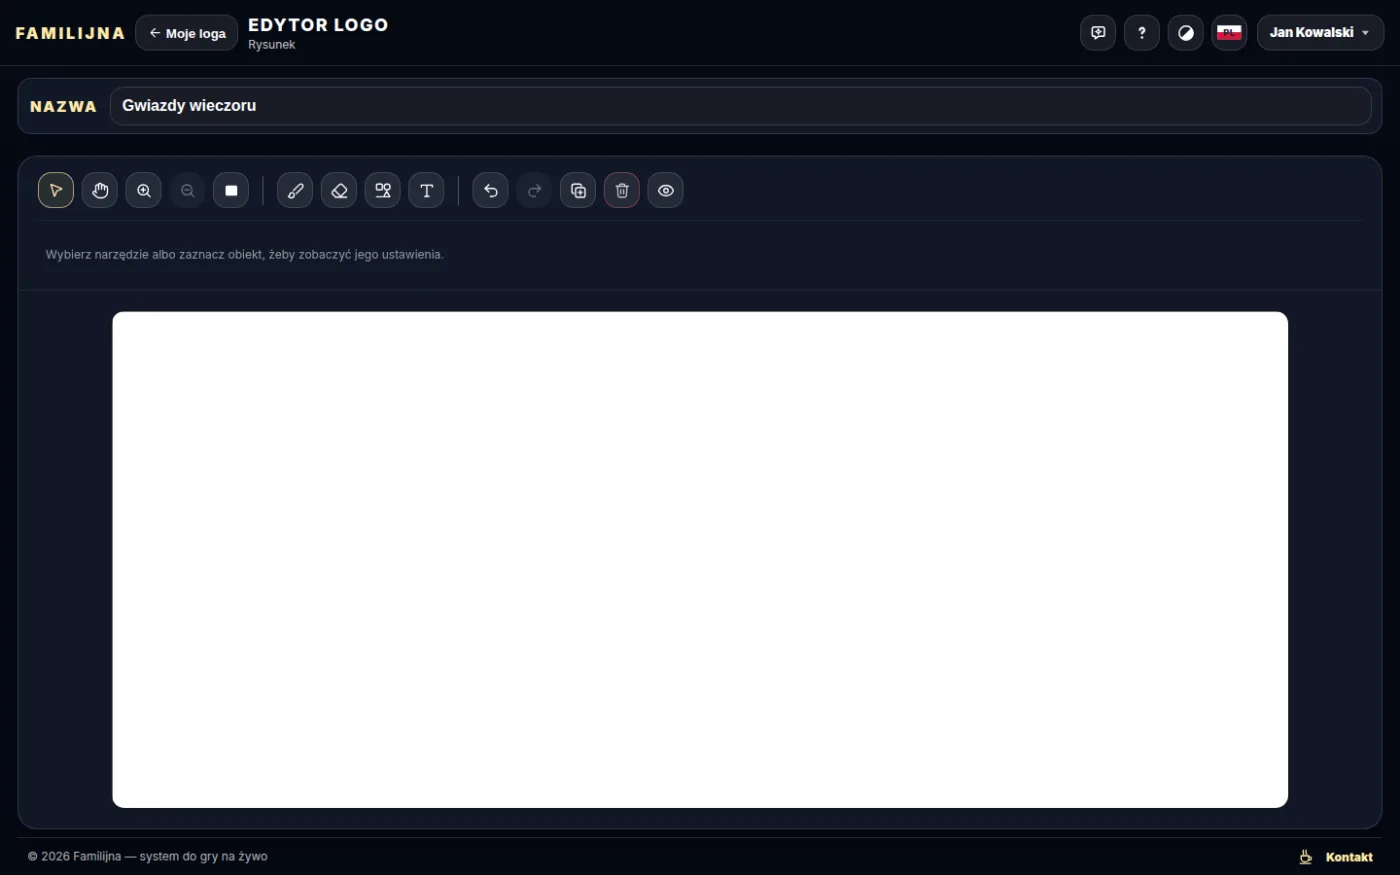 FAMILIJNA
← Moje loga
EDYTOR LOGO
Rysunek
?
PL
Jan Kowalski
NAZWA
Gwiazdy wieczoru
Wybierz narzędzie albo zaznacz obiekt, żeby zobaczyć jego ustawienia.
© 2026 Familijna — system do gry na żywo
Kontakt